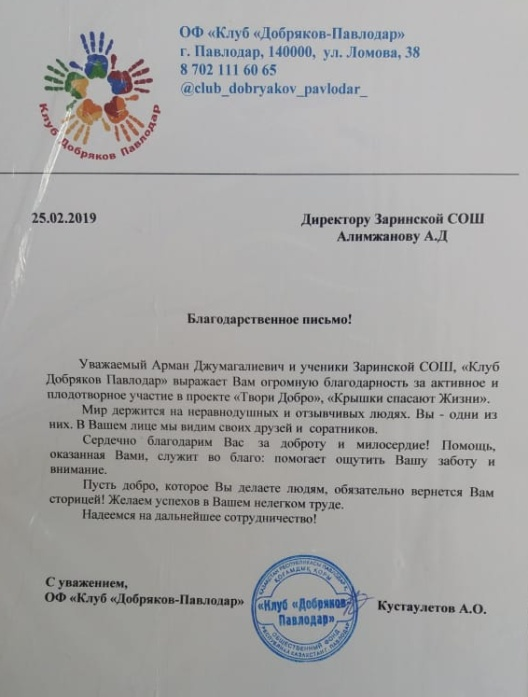 ОФ «Клуб «Добряков-Павлодар»
г. Павлодар, 140000, ул. Ломова, 38
8 702 111 60 65
@club_dobryakov_pavlodar_
Клуб Добряков Павлодар
25.02.2019
Директору Заринской СОШ
Алимжанову А.Д
Благодарственное письмо!
Уважаемый Арман Джумагалиевич и ученики Заринской СОШ, «Клуб
Добряков Павлодар» выражает Вам огромную благодарность за активное и
плодотворное участие в проекте «Твори Добро», «Крышки спасают Жизни».
Мир держится на неравнодушных и отзывчивых людях. Вы - одни из
них. В Вашем лице мы видим своих друзей и соратников.
Сердечно благодарим Вас за доброту и милосердие! Помощь,
оказанная Вами, служит во благо: помогает ощутить Вашу заботу и
внимание.
Пусть добро, которое Вы делаете людям, обязательно вернется Вам
сторицей! Желаем успехов в Вашем нелегком труде.
Надеемся на дальнейшее сотрудничество!
С уважением,
ОФ «Клуб «Добряков-Павлодар»
«Клуб «Добряков
Павлодар»
ОБЩЕСТВЕННЫЙ ФОНД
Кустаулетов А.О.